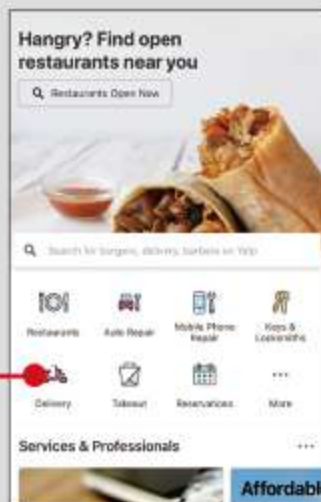 Hangry? Find open
restaurants near you
Restaurants Open Now
Search for burgers, delivery, barbers on Yelp
Restaurants
Auto Repair
Mobile Phone
Repair
Keys &
Locksmiths
Delivery
Takeout
Reservations
More
Services & Professionals
Affordabl